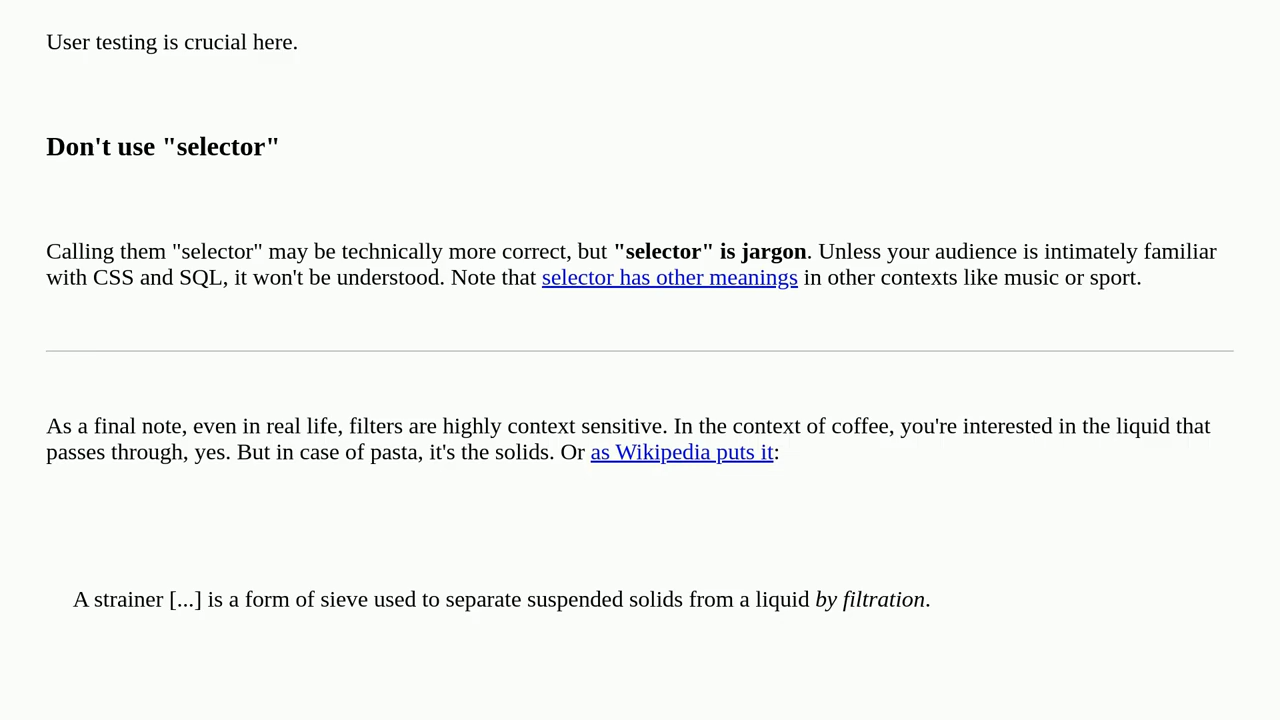 User testing is crucial here.
Don't use "selector"
Calling them "selector" may be technically more correct, but "selector" is jargon. Unless your audience is intimately familiar
with CSS and SQL, it won't be understood. Note that selector has other meanings in other contexts like music or sport.
As a final note, even in real life, filters are highly context sensitive. In the context of coffee, you're interested in the liquid that
passes through, yes. But in case of pasta, it's the solids. Or as Wikipedia puts it:
A strainer [...] is a form of sieve used to separate suspended solids from a liquid by filtration.